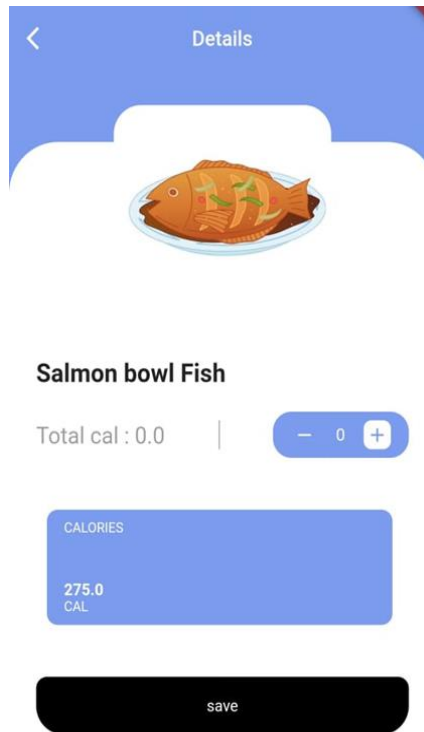 Details
Salmon bowl Fish
Total cal : 0.0
− 0 +
CALORIES
275.0
CAL
save